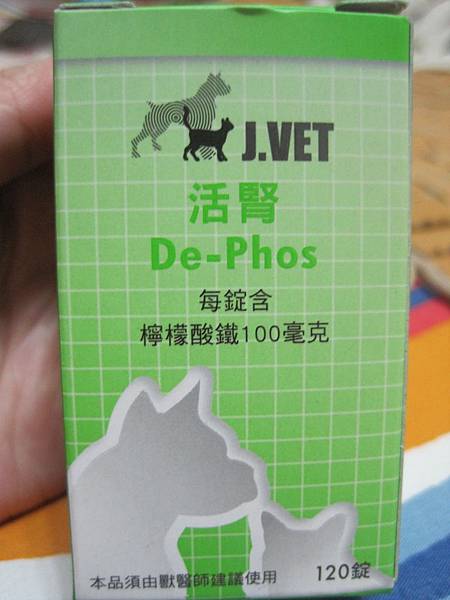 J.VET
活腎
De-Phos
每錠含
檸檬酸鐵100毫克
本品須由獸醫師建議使用
120錠